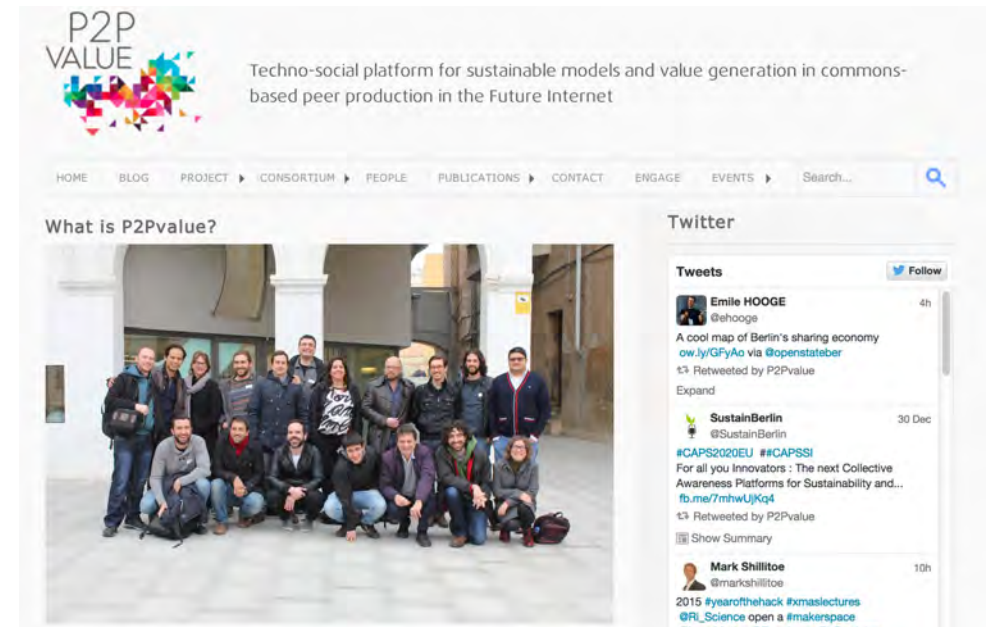 P2P
VALUE
Techno-social platform for sustainable models and value generation in commons-
based peer production in the Future Internet
HOME BLOG PROJECT CONSORTIUM PEOPLE PUBLICATIONS CONTACT ENGAGE EVENTS Search...
What is P2Pvalue?
Twitter
Tweets Follow
Emile HOOGE 4h
@ehooge
A cool map of Berlin's sharing economy
ow.ly/GFyAo via @openstateber
Retweeted by P2Pvalue
Expand
SustainBerlin 30 Dec
@SustainBerlin
#CAPS2020EU ##CAPSSI
For all you Innovators : The next Collective
Awareness Platforms for Sustainability and...
fb.me/7mhwUjKq4
Retweeted by P2Pvalue
Show Summary
Mark Shillitoe 10h
@markshillitoe
2015 #yearofthehack #xmaslectures
@Ri_Science open a #makerspace